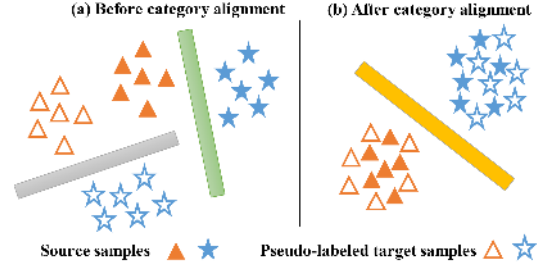 (a) Before category alignment
(b) After category alignment
Source samples
Pseudo-labeled target samples